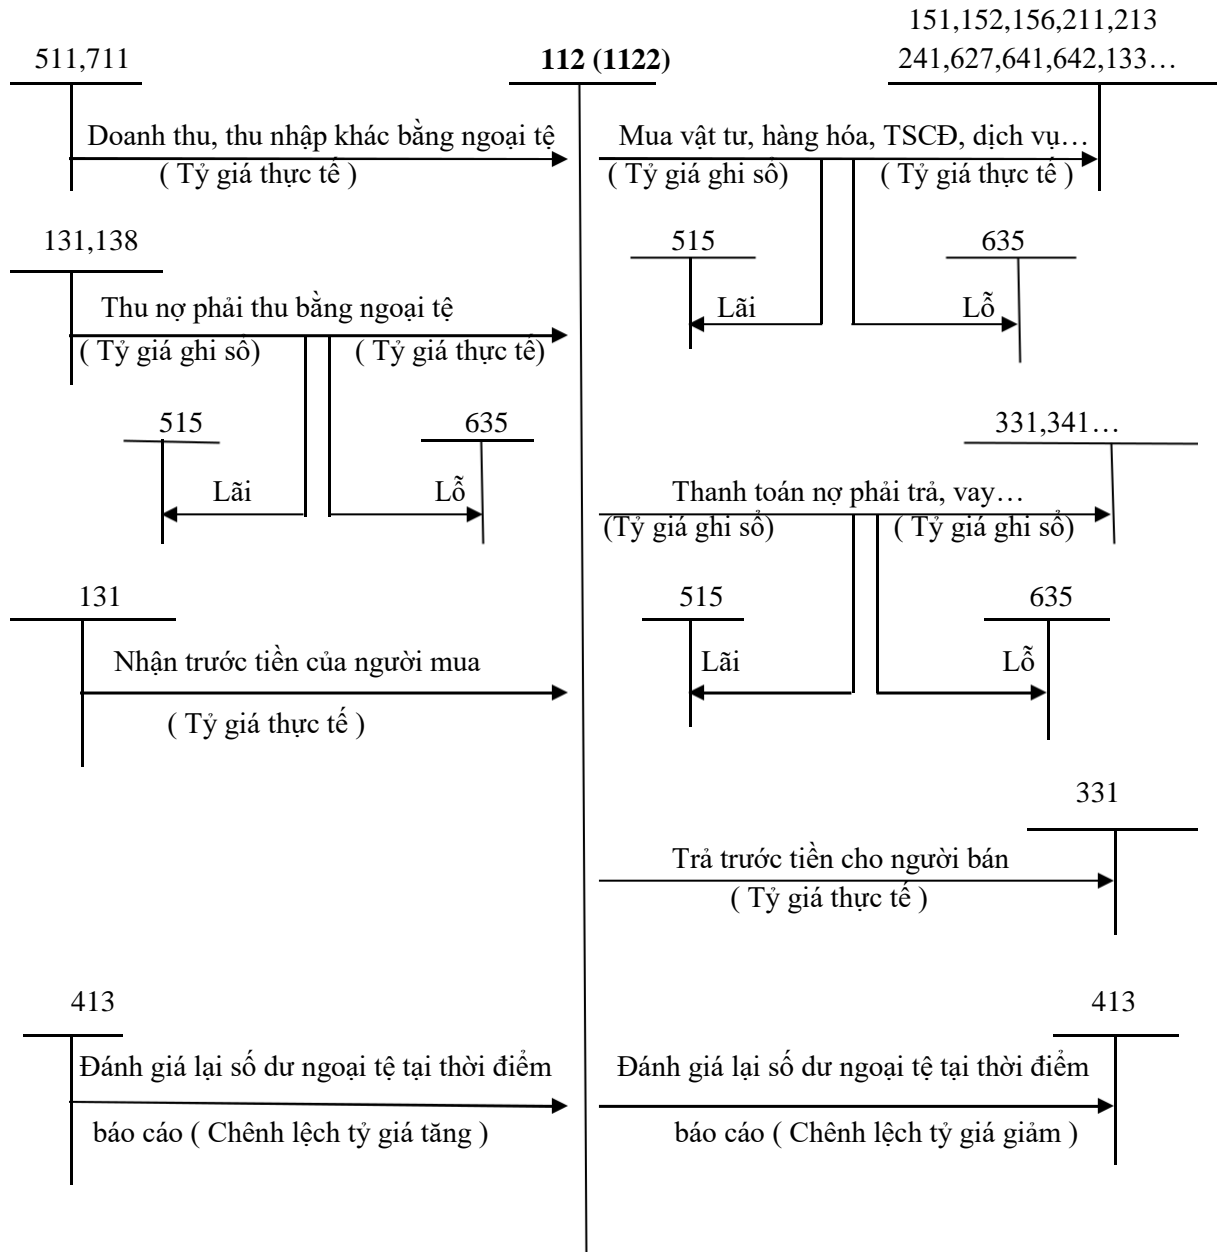 151,152,156,211,213
511,711
112 (1122)
241,627,641,642,133…
Doanh thu, thu nhập khác bằng ngoại tệ
Mua vật tư, hàng hóa, TSCĐ, dịch vụ…
( Tỷ giá thực tế )
( Tỷ giá ghi sổ)
( Tỷ giá thực tế )
131,138
515
635
Thu nợ phải thu bằng ngoại tệ
Lãi
Lỗ
( Tỷ giá ghi sổ)
( Tỷ giá thực tế)
515
635
331,341…
Lãi
Lỗ
Thanh toán nợ phải trả, vay…
(Tỷ giá ghi sổ)
( Tỷ giá ghi sổ)
131
515
635
Nhận trước tiền của người mua
Lãi
Lỗ
( Tỷ giá thực tế )
331
Trả trước tiền cho người bán
( Tỷ giá thực tế )
413
413
Đánh giá lại số dư ngoại tệ tại thời điểm
Đánh giá lại số dư ngoại tệ tại thời điểm
báo cáo ( Chênh lệch tỷ giá tăng )
báo cáo ( Chênh lệch tỷ giá giảm )